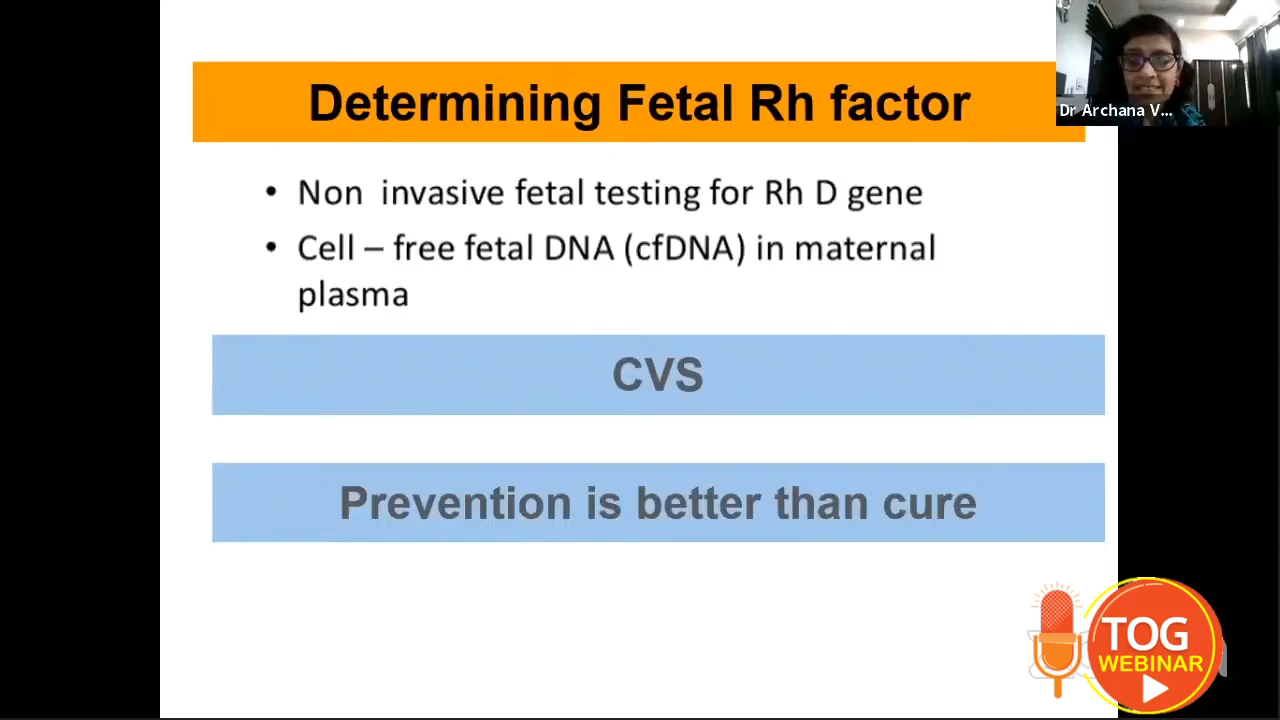 Determining Fetal Rh factor
Dr Archana V...
• Non invasive fetal testing for Rh D gene
• Cell – free fetal DNA (cfDNA) in maternal
plasma
CVS
Prevention is better than cure
TOG
WEBINAR